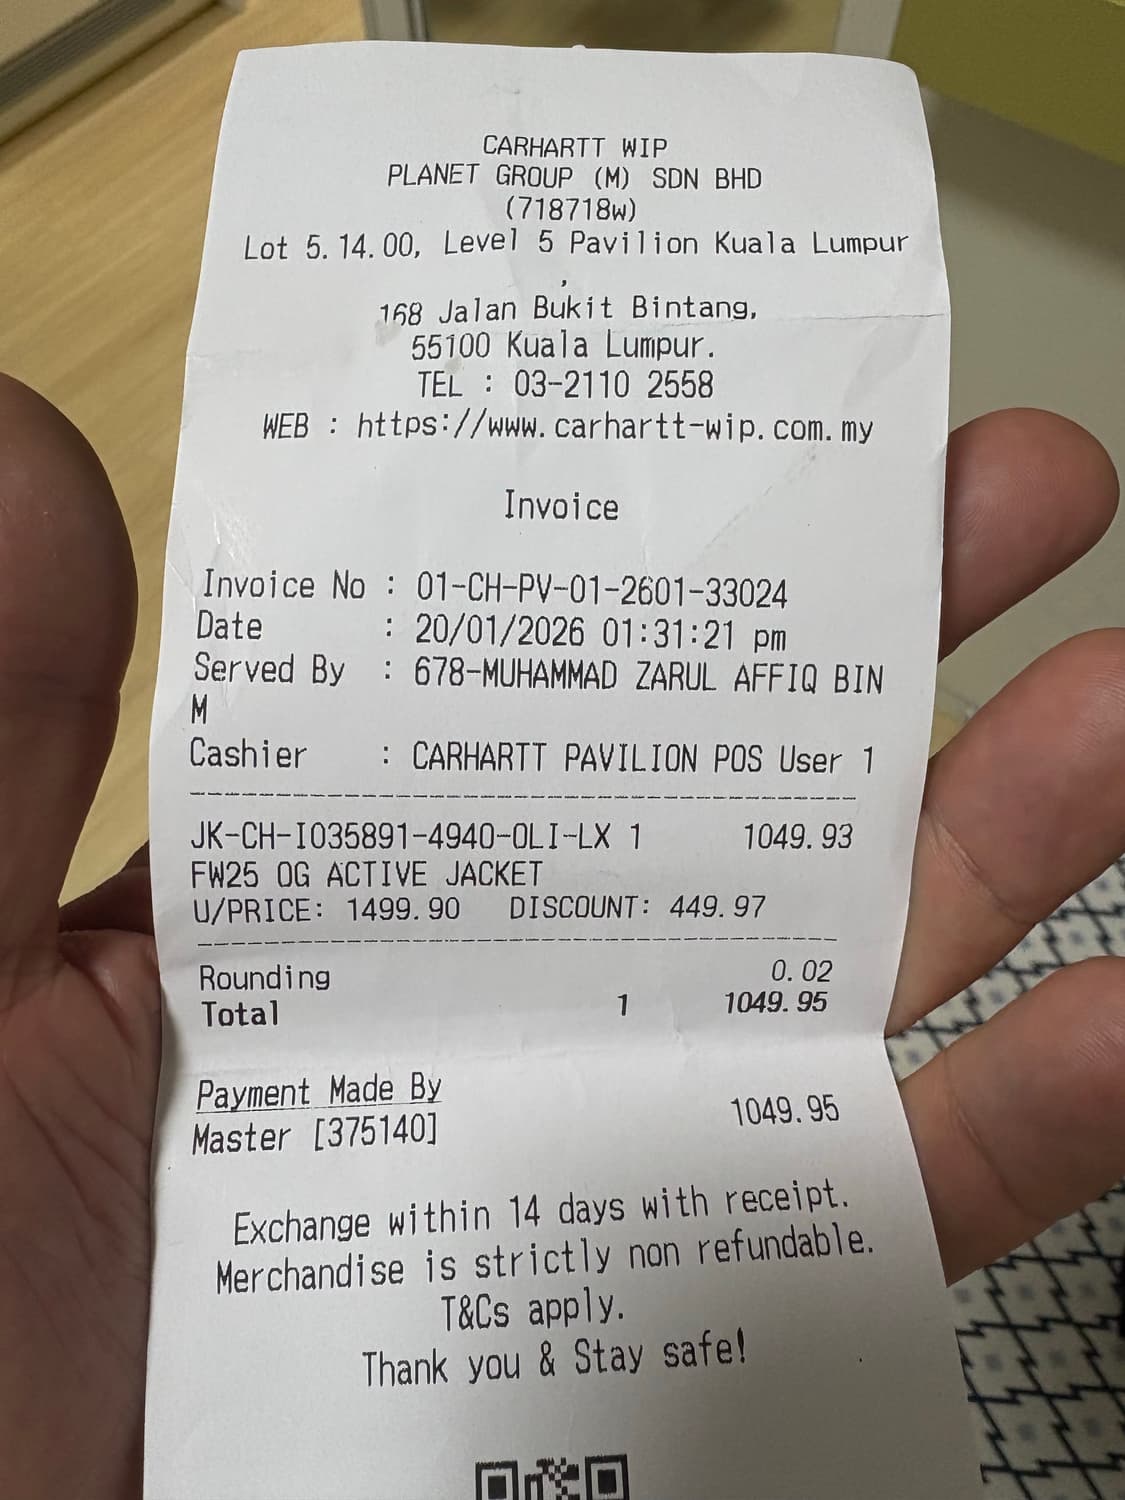 CARHARTT WIP
PLANET GROUP (M) SDN BHD
(718718w)
Lot 5.14.00, Level 5 Pavilion Kuala Lumpur
,
168 Jalan Bukit Bintang,
55100 Kuala Lumpur.
TEL : 03-2110 2558
WEB : https://www.carhartt-wip.com.my
Invoice
Invoice No : 01-CH-PV-01-2601-33024
Date : 20/01/2026 01:31:21 pm
Served By : 678-MUHAMMAD ZARUL AFFIQ BIN
M
Cashier : CARHARTT PAVILION POS User 1
JK-CH-I035891-4940-OLI-LX 1 1049.93
FW25 OG ACTIVE JACKET
U/PRICE: 1499.90 DISCOUNT: 449.97
Rounding 0.02
Total 1 1049.95
Payment Made By
Master [375140] 1049.95
Exchange within 14 days with receipt.
Merchandise is strictly non refundable.
T&Cs apply.
Thank you & Stay safe!